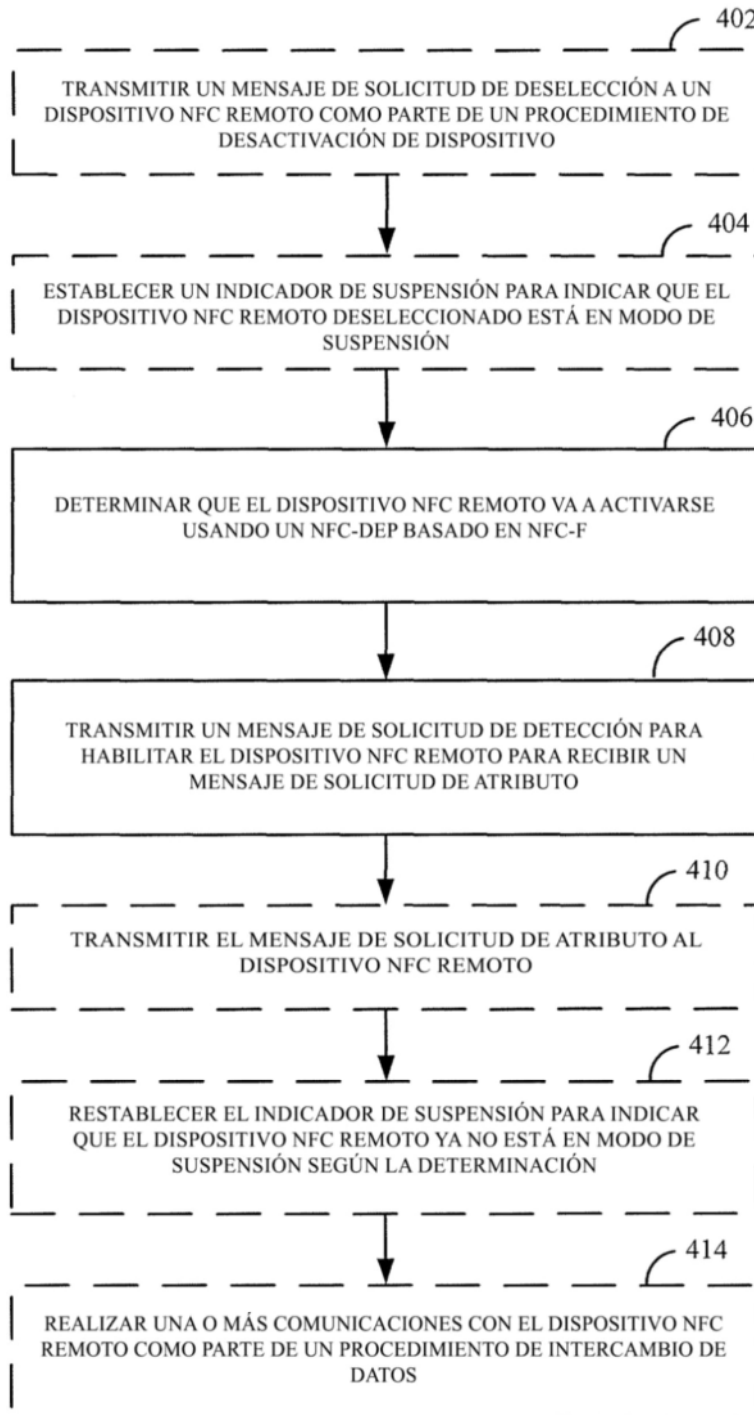 402
TRANSMITIR UN MENSAJE DE SOLICITUD DE DESELECCIÓN A UN
DISPOSITIVO NFC REMOTO COMO PARTE DE UN PROCEDIMIENTO DE
DESACTIVACIÓN DE DISPOSITIVO
404
ESTABLECER UN INDICADOR DE SUSPENSIÓN PARA INDICAR QUE EL
DISPOSITIVO NFC REMOTO DESELECCIONADO ESTÁ EN MODO DE
SUSPENSIÓN
406
DETERMINAR QUE EL DISPOSITIVO NFC REMOTO VA A ACTIVARSE
USANDO UN NFC-DEP BASADO EN NFC-F
408
TRANSMITIR UN MENSAJE DE SOLICITUD DE DETECCIÓN PARA
HABILITAR EL DISPOSITIVO NFC REMOTO PARA RECIBIR UN
MENSAJE DE SOLICITUD DE ATRIBUTO
410
TRANSMITIR EL MENSAJE DE SOLICITUD DE ATRIBUTO AL
DISPOSITIVO NFC REMOTO
412
RESTABLECER EL INDICADOR DE SUSPENSIÓN PARA INDICAR
QUE EL DISPOSITIVO NFC REMOTO YA NO ESTÁ EN MODO DE
SUSPENSIÓN SEGÚN LA DETERMINACIÓN
414
REALIZAR UNA O MÁS COMUNICACIONES CON EL DISPOSITIVO NFC
REMOTO COMO PARTE DE UN PROCEDIMIENTO DE INTERCAMBIO DE
DATOS